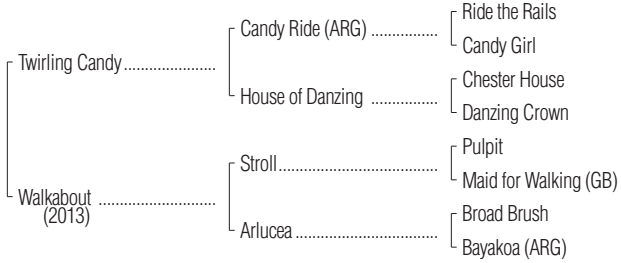 Ride the Rails
Candy Ride (ARG) ................
Candy Girl
Twirling Candy ......................
Chester House
House of Danzing ................
Danzing Crown
Pulpit
Stroll......................................
Maid for Walking (GB)
Walkabout ............................
(2013)
Broad Brush
Arlucea ..................................
Bayakoa (ARG)